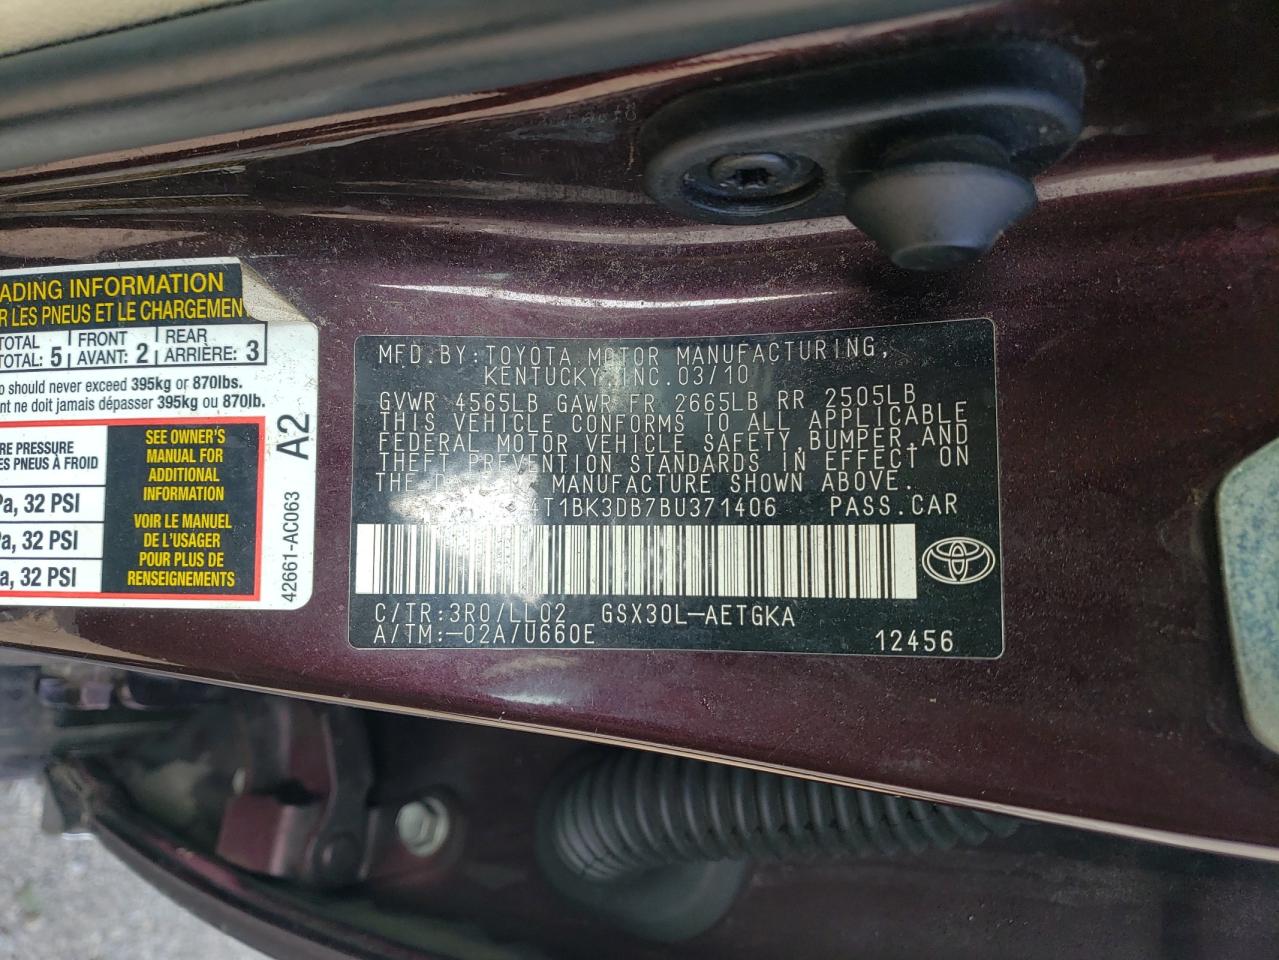 ADING INFORMATION
R LES PNEUS ET LE CHARGEMEN
TOTAL FRONT REAR
TOTAL: 5 AVANT: 2 ARRIÈRE: 3
o should never exceed 395kg or 870lbs.
nt ne doit jamais dépasser 395kg ou 870lb.
RE PRESSURE
ES PNEUS À FROID
Pa, 32 PSI
Pa, 32 PSI
a, 32 PSI
SEE OWNER'S
MANUAL FOR
ADDITIONAL
INFORMATION
VOIR LE MANUEL
DE L'USAGER
POUR PLUS DE
RENSEIGNEMENTS
42661-AC063 A2
MFD.BY:TOYOTA MOTOR MANUFACTURING,
KENTUCKY,INC.03/10
GVWR 4565LB GAWR FR 2665LB RR 2505LB
THIS VEHICLE CONFORMS TO ALL APPLICABLE
FEDERAL MOTOR VEHICLE SAFETY,BUMPER,AND
THEFT PREVENTION STANDARDS IN EFFECT ON
THE MANUFACTURE SHOWN ABOVE.
4T1BK3DB7BU371406 PASS.CAR
C/TR:3R0/LL02 GSX30L-AETGKA
A/TM:-02A/U660E 12456